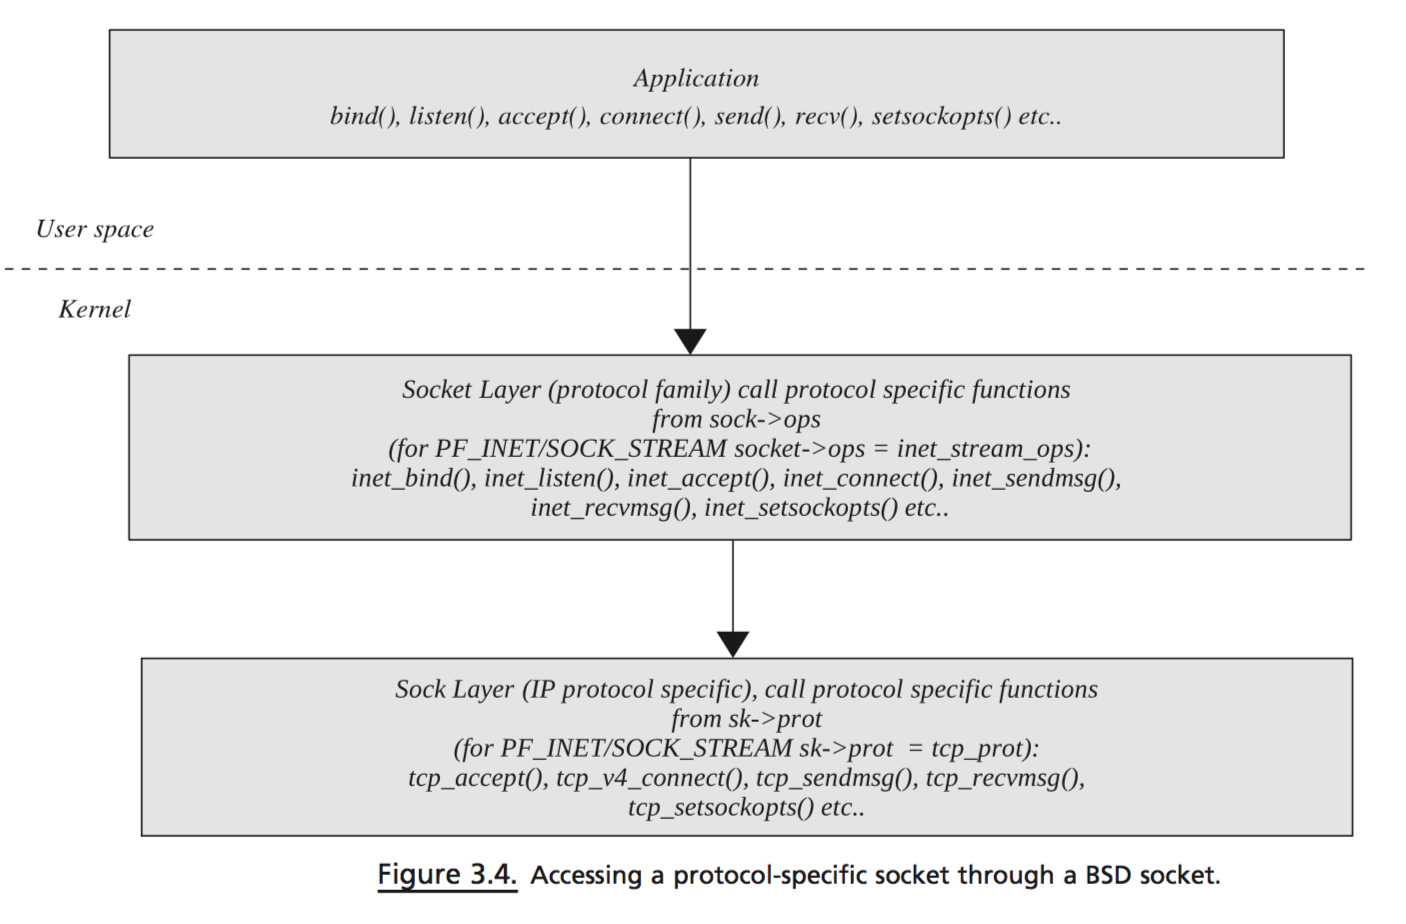 Application
bind(), listen(), accept(), connect(), send(), recv(), setsockopts() etc..
User space
Kernel
Socket Layer (protocol family) call protocol specific functions
from sock->ops
(for PF_INET/SOCK_STREAM socket->ops = inet_stream_ops):
inet_bind(), inet_listen(), inet_accept(), inet_connect(), inet_sendmsg(),
inet_recvmsg(), inet_setsockopts() etc..
Sock Layer (IP protocol specific), call protocol specific functions
from sk->prot
(for PF_INET/SOCK_STREAM sk->prot = tcp_prot):
tcp_accept(), tcp_v4_connect(), tcp_sendmsg(), tcp_recvmsg(),
tcp_setsockopts() etc..
Figure 3.4. Accessing a protocol-specific socket through a BSD socket.